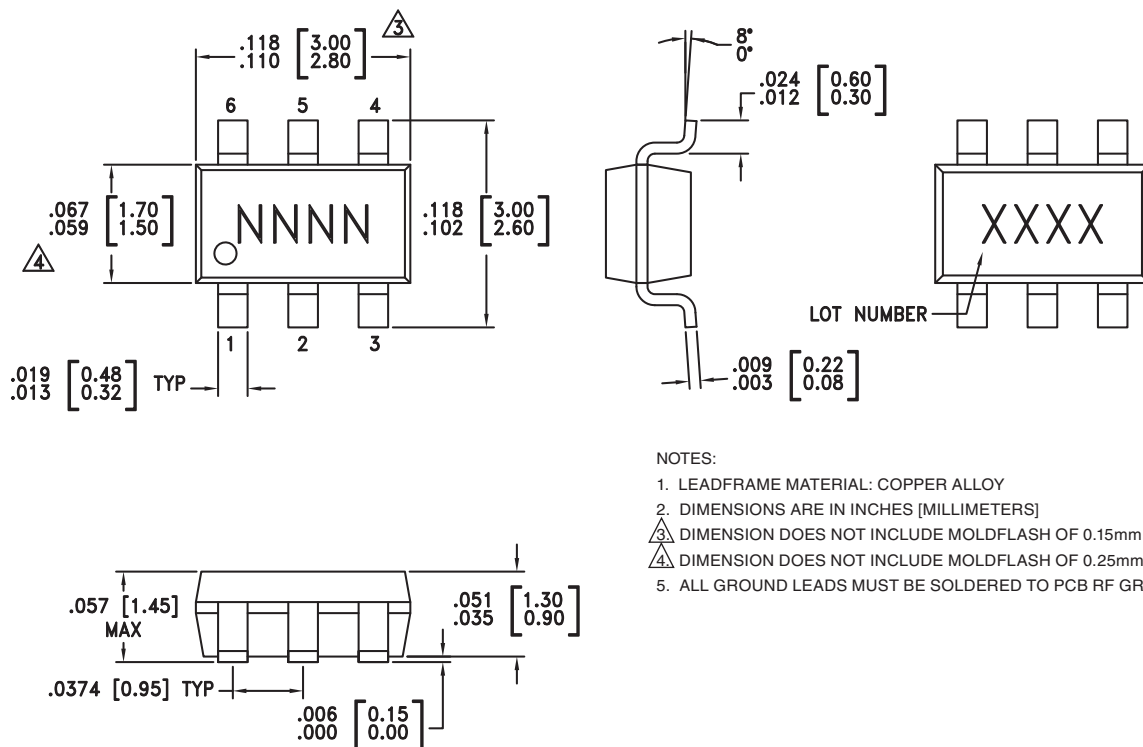 .118 [3.00]
.110 [2.80]
3
6 5 4
.067 [1.70]
.059 [1.50]
4
NNNN
.118 [3.00]
.102 [2.60]
1 2 3
.019 [0.48] TYP
.013 [0.32]
8°
0°
.024 [0.60]
.012 [0.30]
.009 [0.22]
.003 [0.08]
XXXX
LOT NUMBER
NOTES:
1. LEADFRAME MATERIAL: COPPER ALLOY
2. DIMENSIONS ARE IN INCHES [MILLIMETERS]
3. DIMENSION DOES NOT INCLUDE MOLDFLASH OF 0.15mm
4. DIMENSION DOES NOT INCLUDE MOLDFLASH OF 0.25mm
5. ALL GROUND LEADS MUST BE SOLDERED TO PCB RF GR
.057 [1.45]
MAX
.051 [1.30]
.035 [0.90]
.0374 [0.95] TYP
.006 [0.15]
.000 [0.00]